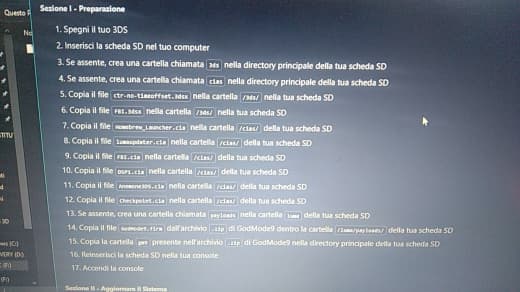 Questo P
Sezione I - Preparazione
1. Spegni il tuo 3DS
2. Inserisci la scheda SD nel tuo computer
3. Se assente, crea una cartella chiamata 3ds nella directory principale della tua scheda SD
4. Se assente, crea una cartella chiamata cias nella directory principale della tua scheda SD
5. Copia il file ctr-no-timeoffset.3dsx nella cartella /3ds/ nella tua scheda SD
6. Copia il file FBI.3dsx nella cartella /3ds/ nella tua scheda SD
7. Copia il file Homebrew_Launcher.cia nella cartella /cias/ della tua scheda SD
8. Copia il file lumaupdater.cia nella cartella /cias/ della tua scheda SD
9. Copia il file FBI.cia nella cartella /cias/ della tua scheda SD
10. Copia il file DSP1.cia nella cartella /cias/ della tua scheda SD
11. Copia il file Anemone3DS.cia nella cartella /cias/ della tua scheda SD
12. Copia il file Checkpoint.cia nella cartella /cias/ della tua scheda SD
13. Se assente, crea una cartella chiamata payloads nella cartella luma della tua scheda SD
14. Copia il file GodMode9.firm dall'archivio .zip di GodMode9 dentro la cartella /luma/payloads/ della tua scheda SD
15. Copia la cartella gm9 presente nell'archivio .zip di GodMode9 nella directory principale della tua scheda SD
16. Reinserisci la scheda SD nella tua console
17. Accendi la console
Sezione II - Aggiornare il Sistema
TITU
3D
(C:)
VERY (D:)
(F:)
(F:)